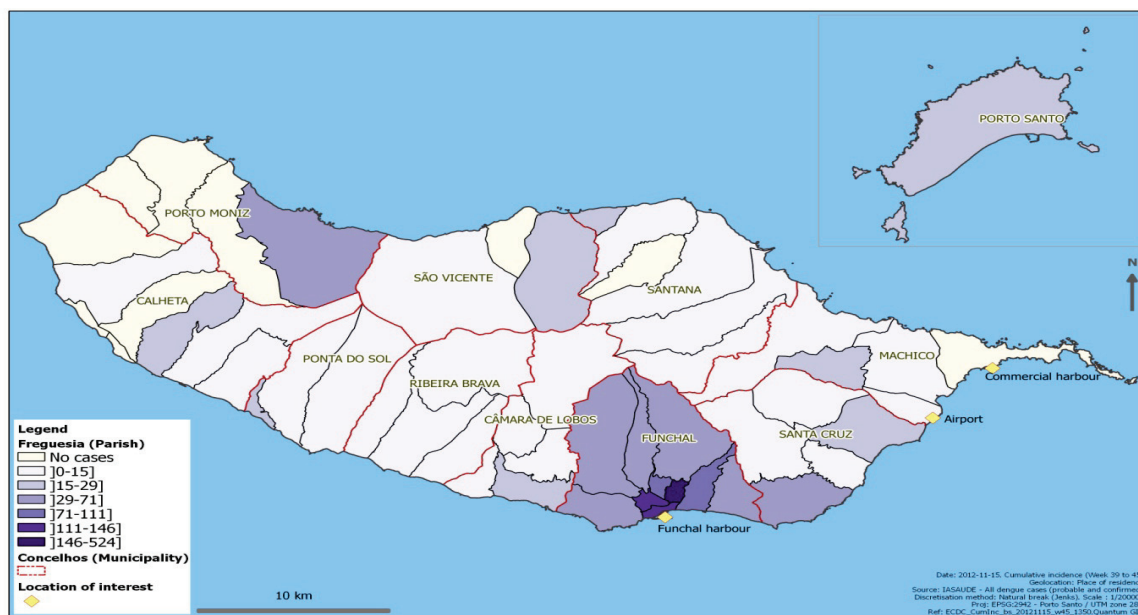 PORTO SANTO
PORTO MONIZ
SÃO VICENTE
SANTANA
CALHETA
N
MACHICO
PONTA DO SOL
RIBEIRA BRAVA
Commercial harbour
CÂMARA DE LOBOS
FUNCHAL
SANTA CRUZ
Airport
Funchal harbour
Legend
Freguesia (Parish)
No cases
]0-15]
]15-29]
]29-71]
]71-111]
]111-146]
]146-524]
Concelhos (Municipality)
Location of interest
10 km
Date: 2012-11-15, Cumulative incidence (Week 39 to 45
Geolocation: Place of residence
Source: IASAUDE - All dengue cases (probable and confirmed
Discretisation method: Natural break (Jenks), Scale : 1/20000
Proj: EPSG:2942 - Porto Santo / UTM zone 28
Ref: ECDC_CumInc_bs_20121115_w45_1350.Quantum